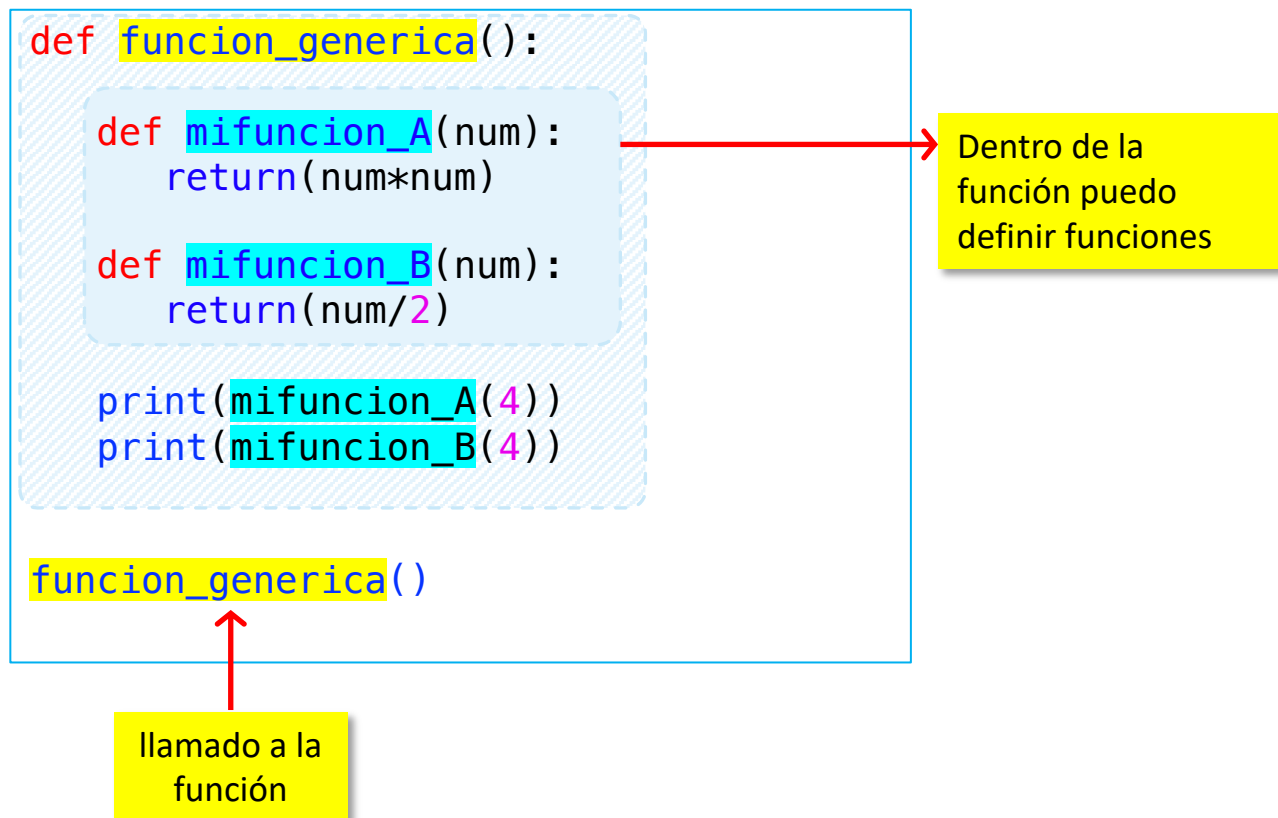 def funcion_generica():
def mifuncion_A(num):
return(num*num)
def mifuncion_B(num):
return(num/2)
print(mifuncion_A(4))
print(mifuncion_B(4))
funcion_generica()
Dentro de la
función puedo
definir funciones
llamado a la
función